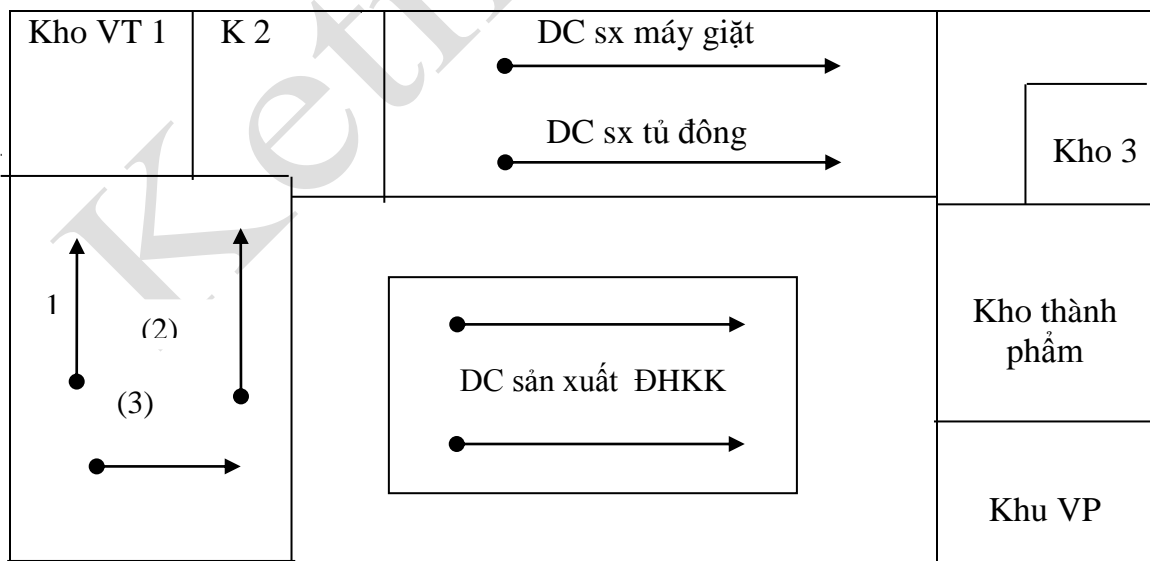 Kho VT 1
K 2
DC sx máy giặt
DC sx tủ đông
Kho 3
1
(2)
(3)
DC sản xuất ĐHKK
Kho thành
phẩm
Khu VP